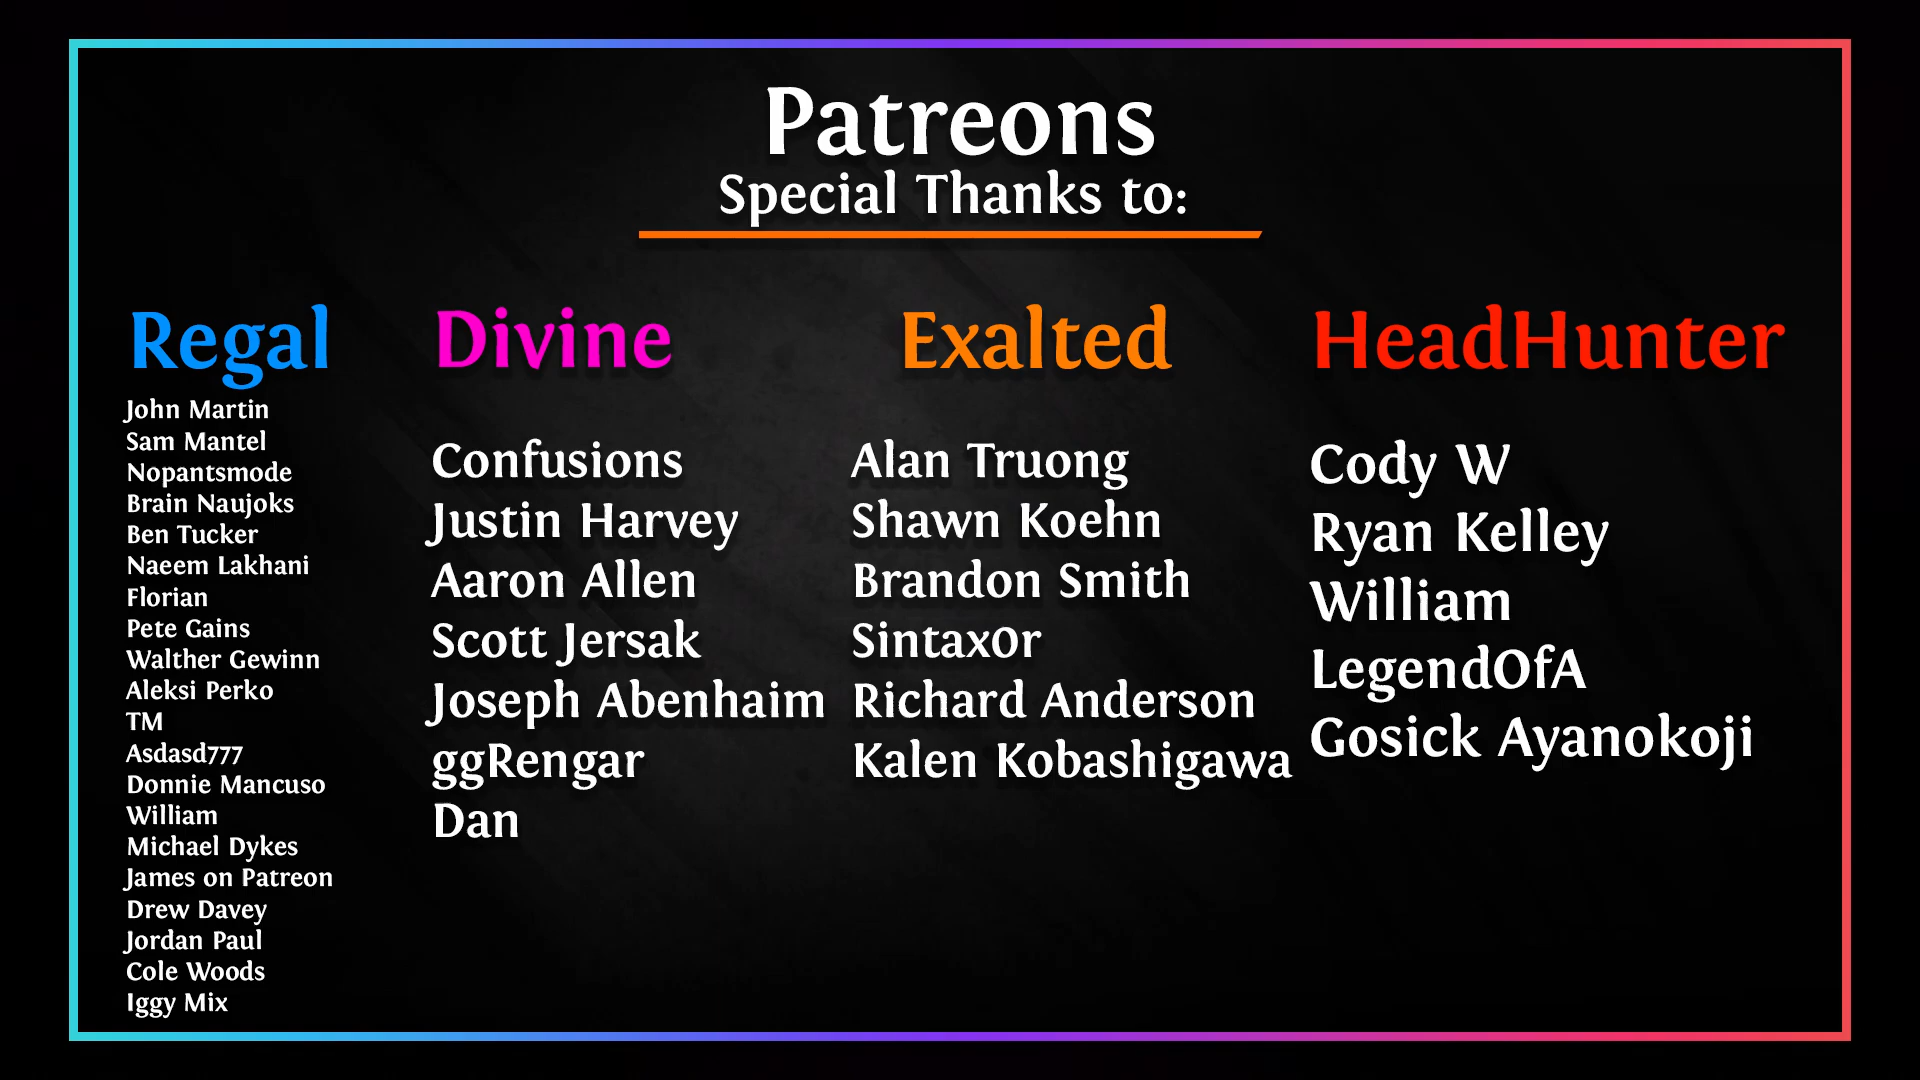 Patreons
Special Thanks to:
Regal
John Martin
Sam Mantel
Nopantsmode
Brain Naujoks
Ben Tucker
Naeem Lakhani
Florian
Pete Gains
Walther Gewinn
Aleksi Perko
TM
Asdasd777
Donnie Mancuso
William
Michael Dykes
James on Patreon
Drew Davey
Jordan Paul
Cole Woods
Iggy Mix
Divine
Confusions
Justin Harvey
Aaron Allen
Scott Jersak
Joseph Abenhaim
ggRengar
Dan
Exalted
Alan Truong
Shawn Koehn
Brandon Smith
Sintax0r
Richard Anderson
Kalen Kobashigawa
HeadHunter
Cody W
Ryan Kelley
William
LegendOfA
Gosick Ayanokoji